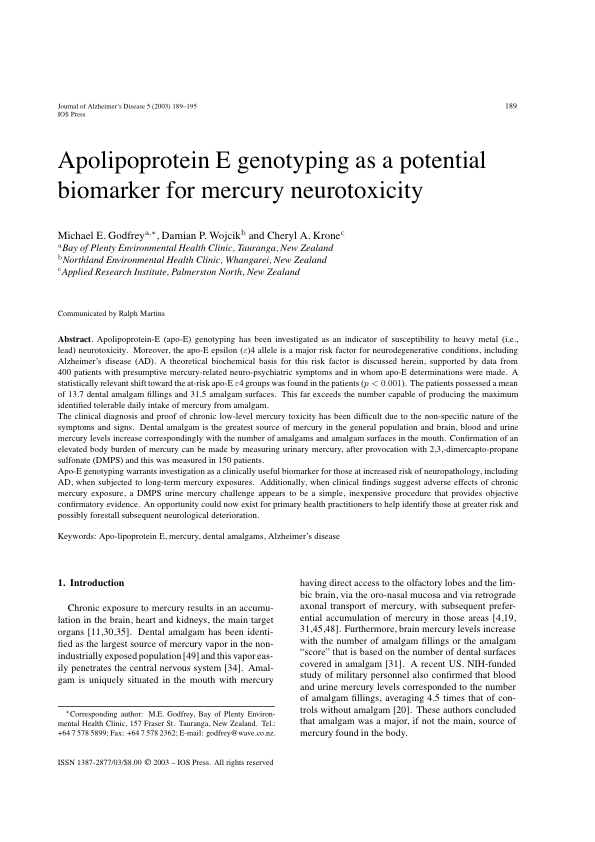 Journal of Alzheimer's Disease 5 (2003) 189–195
189
IOS Press
Apolipoprotein E genotyping as a potential
biomarker for mercury neurotoxicity
Michael E. Godfreya,∗, Damian P. Wojcikb and Cheryl A. Kronec
aBay of Plenty Environmental Health Clinic, Tauranga, New Zealand
bNorthland Environmental Health Clinic, Whangarei, New Zealand
cApplied Research Institute, Palmerston North, New Zealand
Communicated by Ralph Martins
Abstract. Apolipoprotein-E (apo-E) genotyping has been investigated as an indicator of susceptibility to heavy metal (i.e.,
lead) neurotoxicity. Moreover, the apo-E epsilon (ε)4 allele is a major risk factor for neurodegenerative conditions, including
Alzheimer's disease (AD). A theoretical biochemical basis for this risk factor is discussed herein, supported by data from
400 patients with presumptive mercury-related neuro-psychiatric symptoms and in whom apo-E determinations were made. A
statistically relevant shift toward the at-risk apo-E ε4 groups was found in the patients (p < 0.001). The patients possessed a mean
of 13.7 dental amalgam fillings and 31.5 amalgam surfaces. This far exceeds the number capable of producing the maximum
identified tolerable daily intake of mercury from amalgam.
The clinical diagnosis and proof of chronic low-level mercury toxicity has been difficult due to the non-specific nature of the
symptoms and signs. Dental amalgam is the greatest source of mercury in the general population and brain, blood and urine
mercury levels increase correspondingly with the number of amalgams and amalgam surfaces in the mouth. Confirmation of an
elevated body burden of mercury can be made by measuring urinary mercury, after provocation with 2,3,-dimercapto-propane
sulfonate (DMPS) and this was measured in 150 patients.
Apo-E genotyping warrants investigation as a clinically useful biomarker for those at increased risk of neuropathology, including
AD, when subjected to long-term mercury exposures. Additionally, when clinical findings suggest adverse effects of chronic
mercury exposure, a DMPS urine mercury challenge appears to be a simple, inexpensive procedure that provides objective
confirmatory evidence. An opportunity could now exist for primary health practitioners to help identify those at greater risk and
possibly forestall subsequent neurological deterioration.
Keywords: Apo-lipoprotein E, mercury, dental amalgams, Alzheimer's disease
1. Introduction
Chronic exposure to mercury results in an accumu-
lation in the brain, heart and kidneys, the main target
organs [11,30,35]. Dental amalgam has been identi-
fied as the largest source of mercury vapor in the non-
industrially exposed population [49] and this vapor eas-
ily penetrates the central nervous system [34]. Amal-
gam is uniquely situated in the mouth with mercury
∗Corresponding author: M.E. Godfrey, Bay of Plenty Environ-
mental Health Clinic, 157 Fraser St. Tauranga, New Zealand. Tel.:
+64 7 578 5899; Fax: +64 7 578 2362; E-mail: godfrey@wave.co.nz.
having direct access to the olfactory lobes and the lim-
bic brain, via the oro-nasal mucosa and via retrograde
axonal transport of mercury, with subsequent prefer-
ential accumulation of mercury in those areas [4,19,
31,45,48]. Furthermore, brain mercury levels increase
with the number of amalgam fillings or the amalgam
“score” that is based on the number of dental surfaces
covered in amalgam [31]. A recent US. NIH-funded
study of military personnel also confirmed that blood
and urine mercury levels corresponded to the number
of amalgam fillings, averaging 4.5 times that of con-
trols without amalgam [20]. These authors concluded
that amalgam was a major, if not the main, source of
mercury found in the body.
ISSN 1387-2877/03/$8.00 © 2003 – IOS Press. All rights reserved